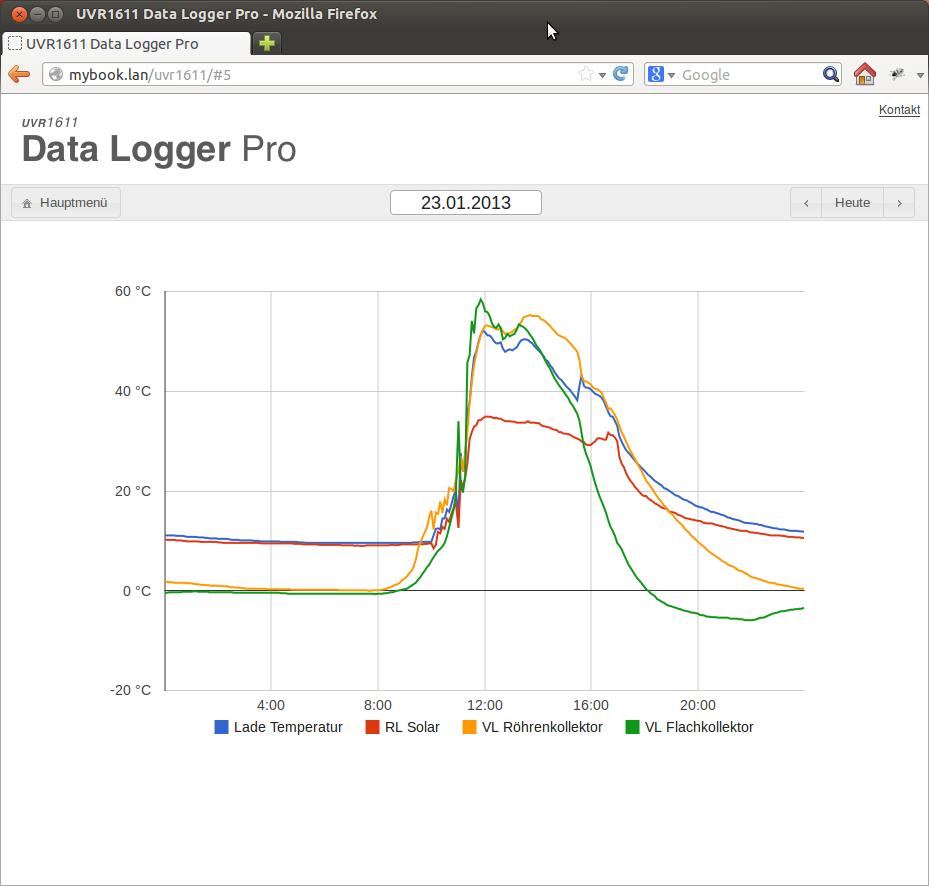 UVR1611 Data Logger Pro - Mozilla Firefox
UVR1611 Data Logger Pro
mybook.lan/uvr1611/#5
8 Google
Kontakt
UVR1611
Data Logger Pro
Hauptmenü 23.01.2013 ‹ Heute ›
60 °C
40 °C
20 °C
0 °C
-20 °C
4:00 8:00 12:00 16:00 20:00
Lade Temperatur RL Solar VL Röhrenkollektor VL Flachkollektor